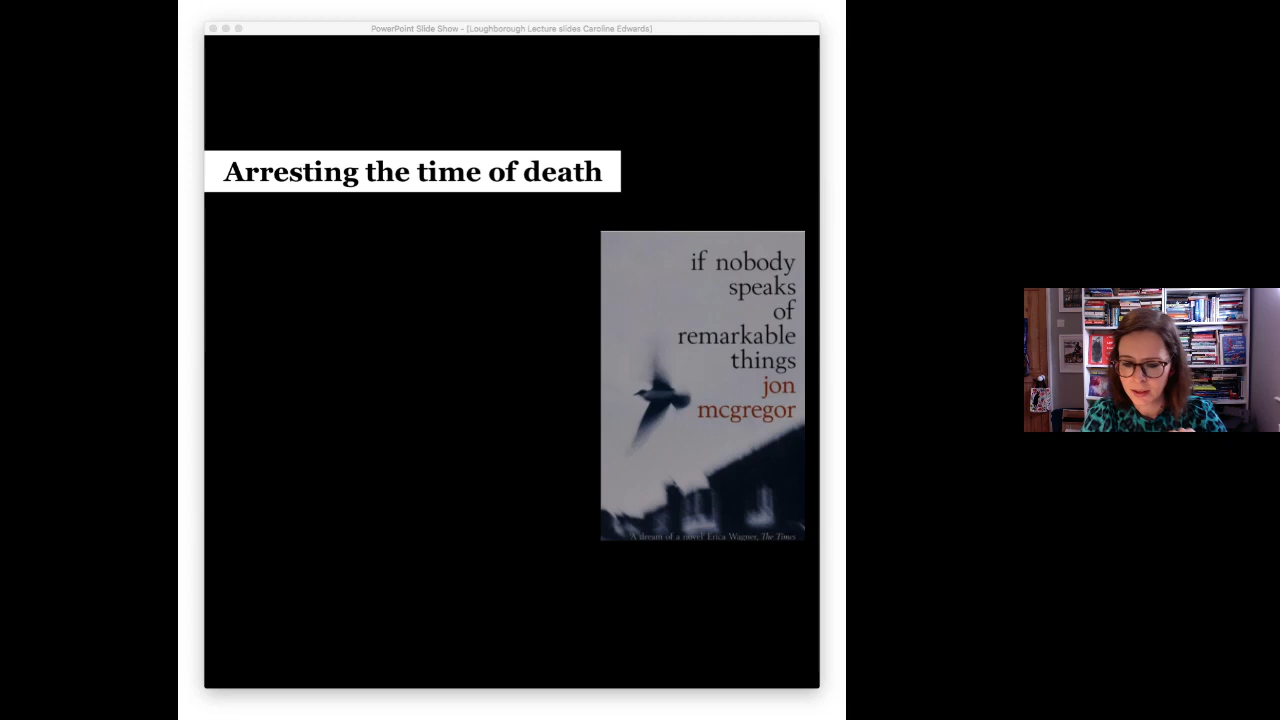 PowerPoint Slide Show - [Loughborough Lecture slides Caroline Edwards]
Arresting the time of death
if nobody
speaks
of
remarkable
things
jon
mcgregor
'A dream of a novel' Erica Wagner, The Times